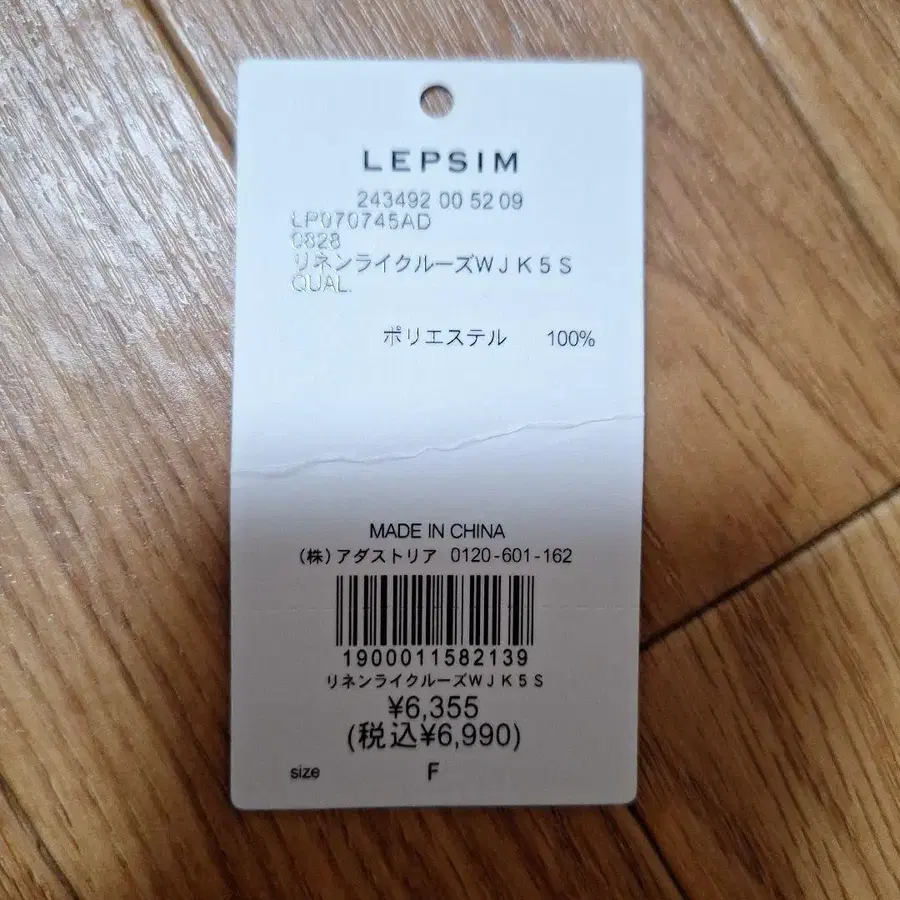 LEPSIM
243492 00 52 09
LP070745AD
0828
リネンライクルーズWJK5S
QUAL.
ポリエステル 100%
MADE IN CHINA
(株)アダストリア 0120-601-162
1900011582139
リネンライクルーズWJK5S
¥6,355
(税込¥6,990)
size F